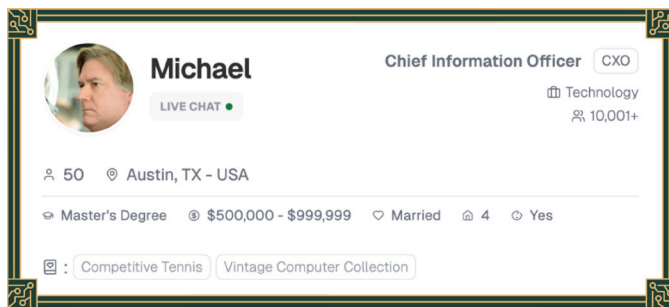 Michael
LIVE CHAT
Chief Information Officer CXO
Technology
10,001+
50 Austin, TX - USA
Master's Degree $500,000 - $999,999 Married 4 Yes
: Competitive Tennis Vintage Computer Collection